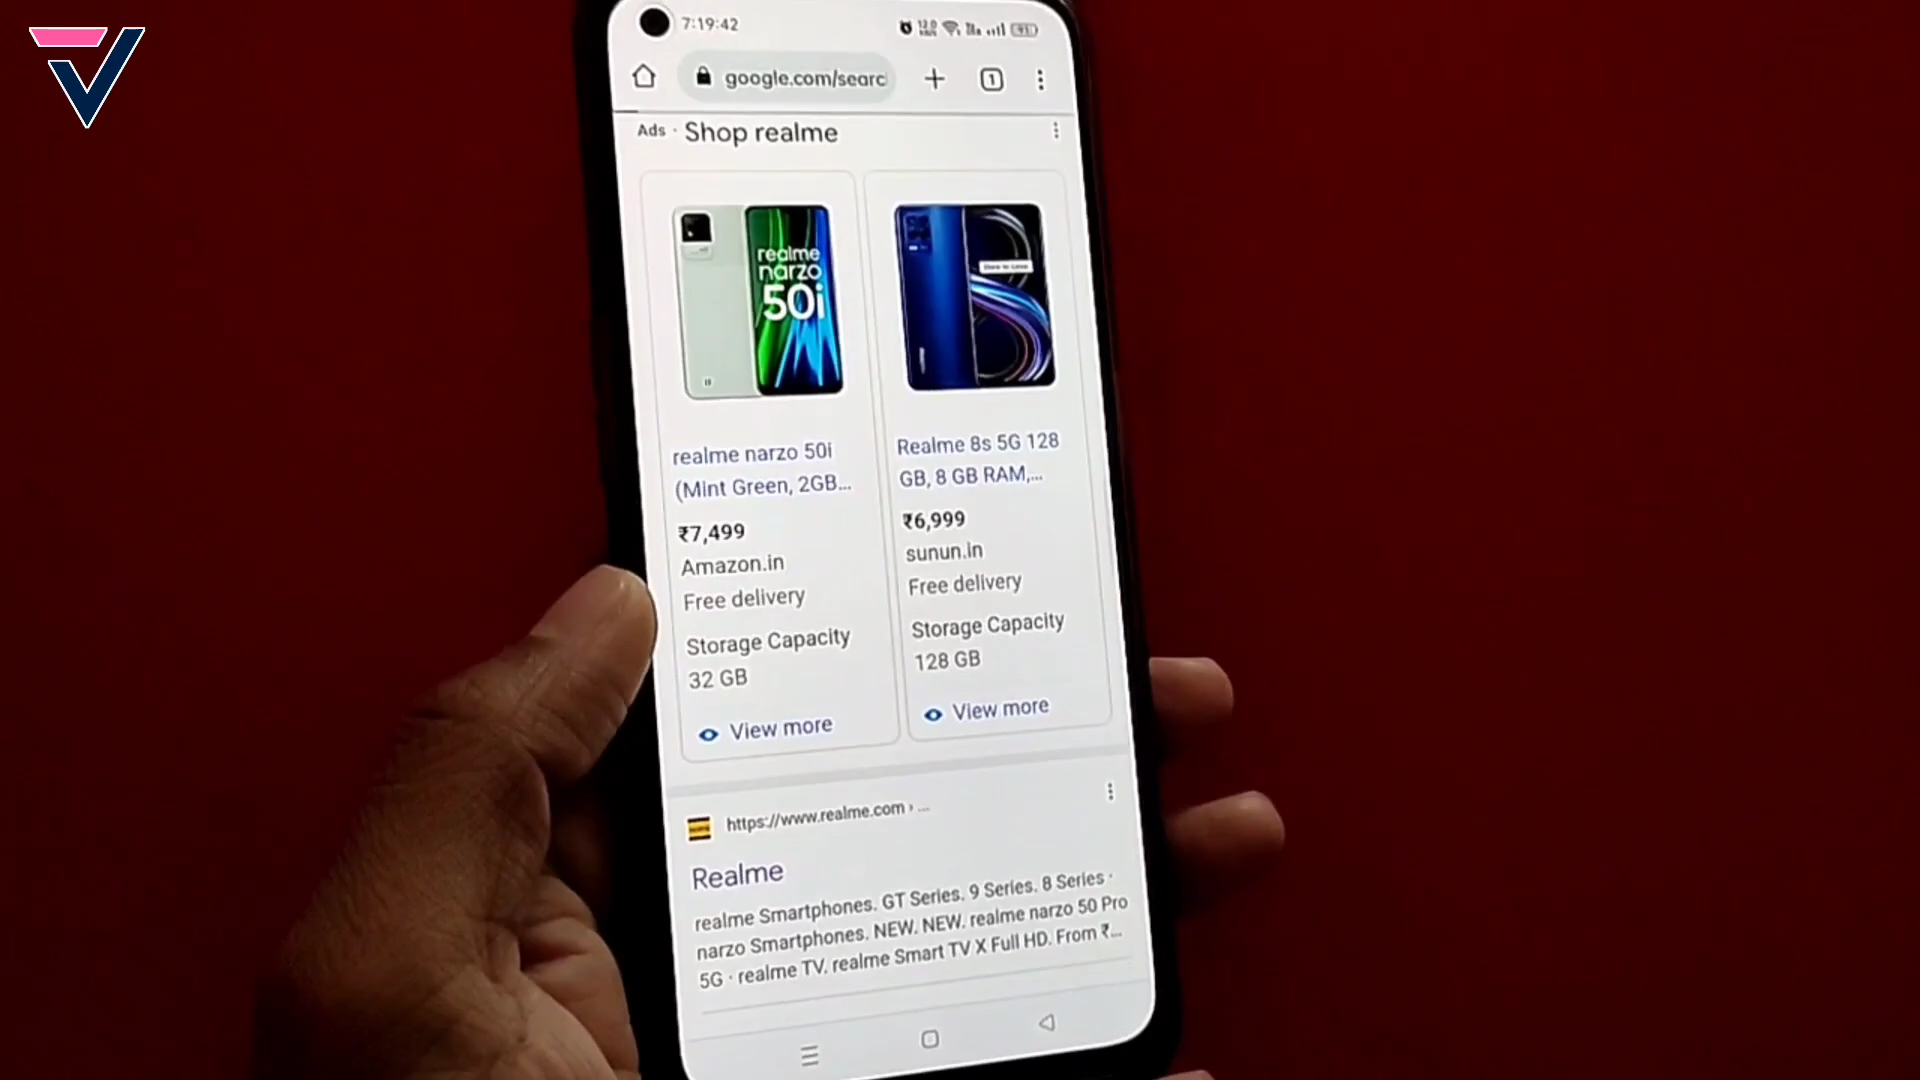 7:19:42
google.com/searc
1
Ads · Shop realme
realme
narzo
50i
realme narzo 50i
(Mint Green, 2GB...
₹7,499
Amazon.in
Free delivery
Storage Capacity
32 GB
View more
Realme 8s 5G 128
GB, 8 GB RAM,...
₹6,999
sunun.in
Free delivery
Storage Capacity
128 GB
View more
https://www.realme.com › ...
Realme
realme Smartphones. GT Series. 9 Series. 8 Series ·
narzo Smartphones. NEW. NEW. realme narzo 50 Pro
5G · realme TV. realme Smart TV X Full HD. From ₹...